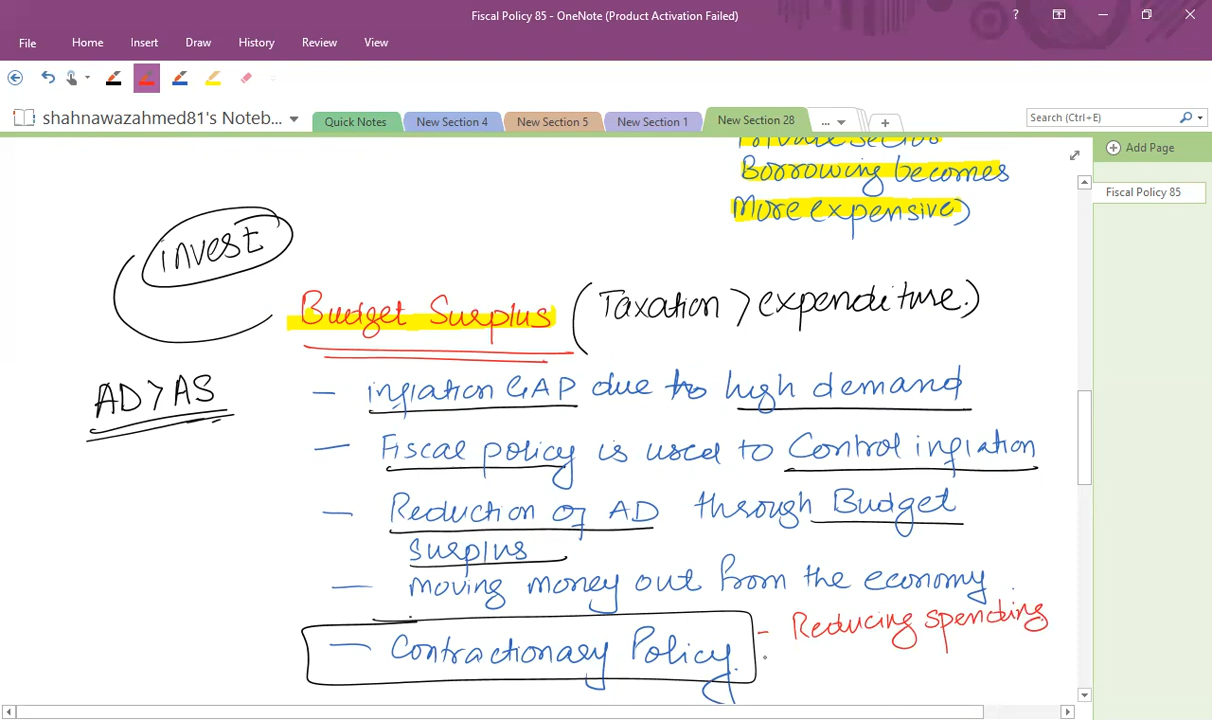 Fiscal Policy 85 - OneNote (Product Activation Failed)
File Home Insert Draw History Review View
shahnawazahmed81's Noteb... Quick Notes New Section 4 New Section 5 New Section 1 New Section 28 ... Search (Ctrl+E)
Add Page
Fiscal Policy 85
Private sector
Borrowing becomes
More expensive)
invest
Budget Surplus (Taxation > expenditure.)
AD > AS
- inflation GAP due to high demand
- Fiscal policy is used to Control inflation
- Reduction of AD through Budget
surplus
- moving money out from the economy
- Reducing spending
- Contractionary Policy.